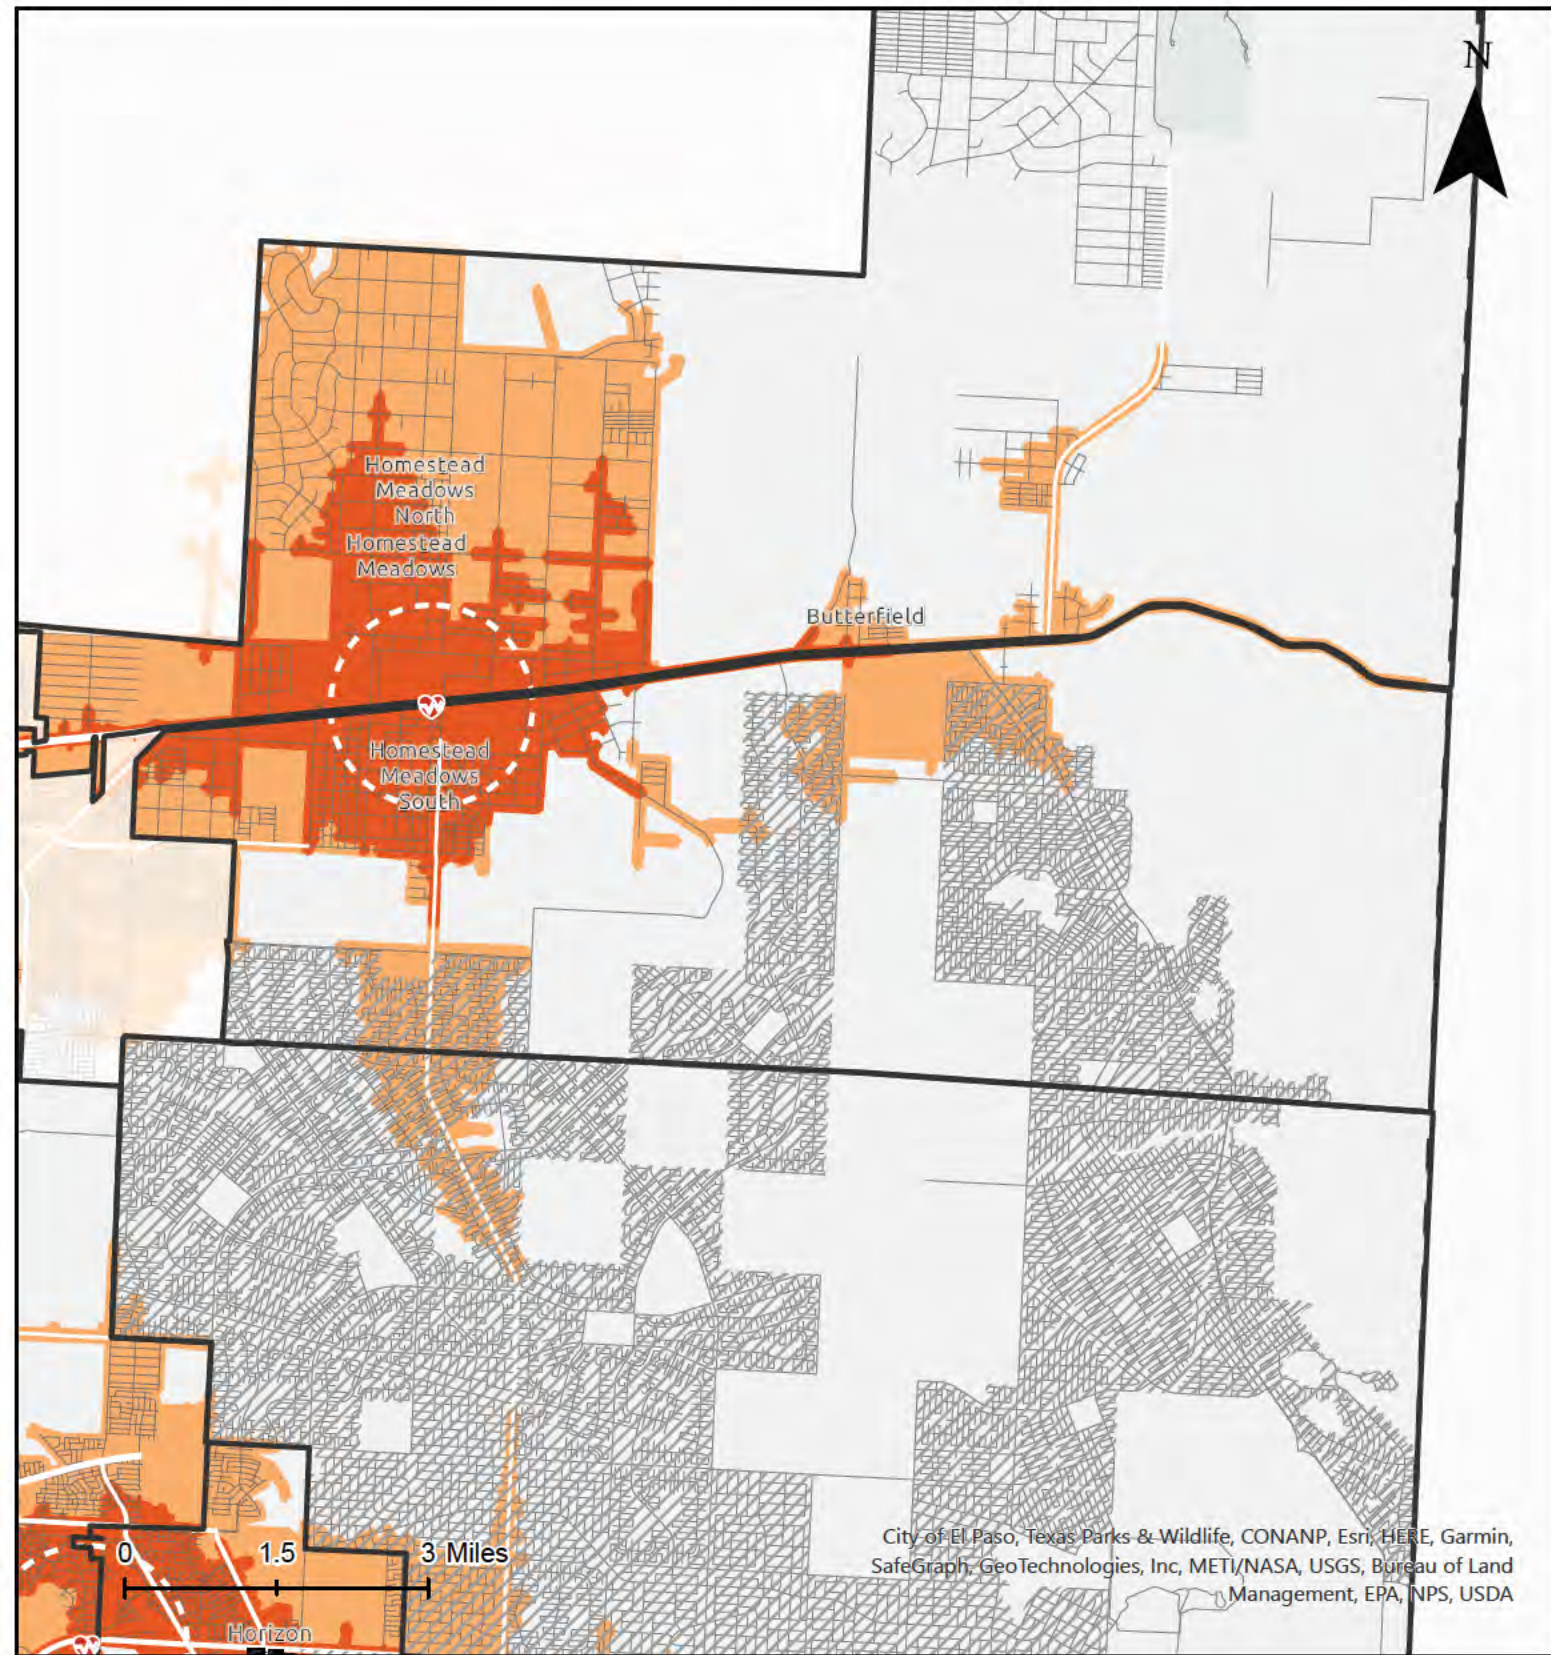 N
Homestead
Meadows
North
Homestead
Meadows
Butterfield
Homestead
Meadows
South
City of El Paso, Texas Parks & Wildlife, CONANP, Esri, HERE, Garmin,
SafeGraph, GeoTechnologies, Inc, METI/NASA, USGS, Bureau of Land
Management, EPA, NPS, USDA
0 1.5 3 Miles
Horizon